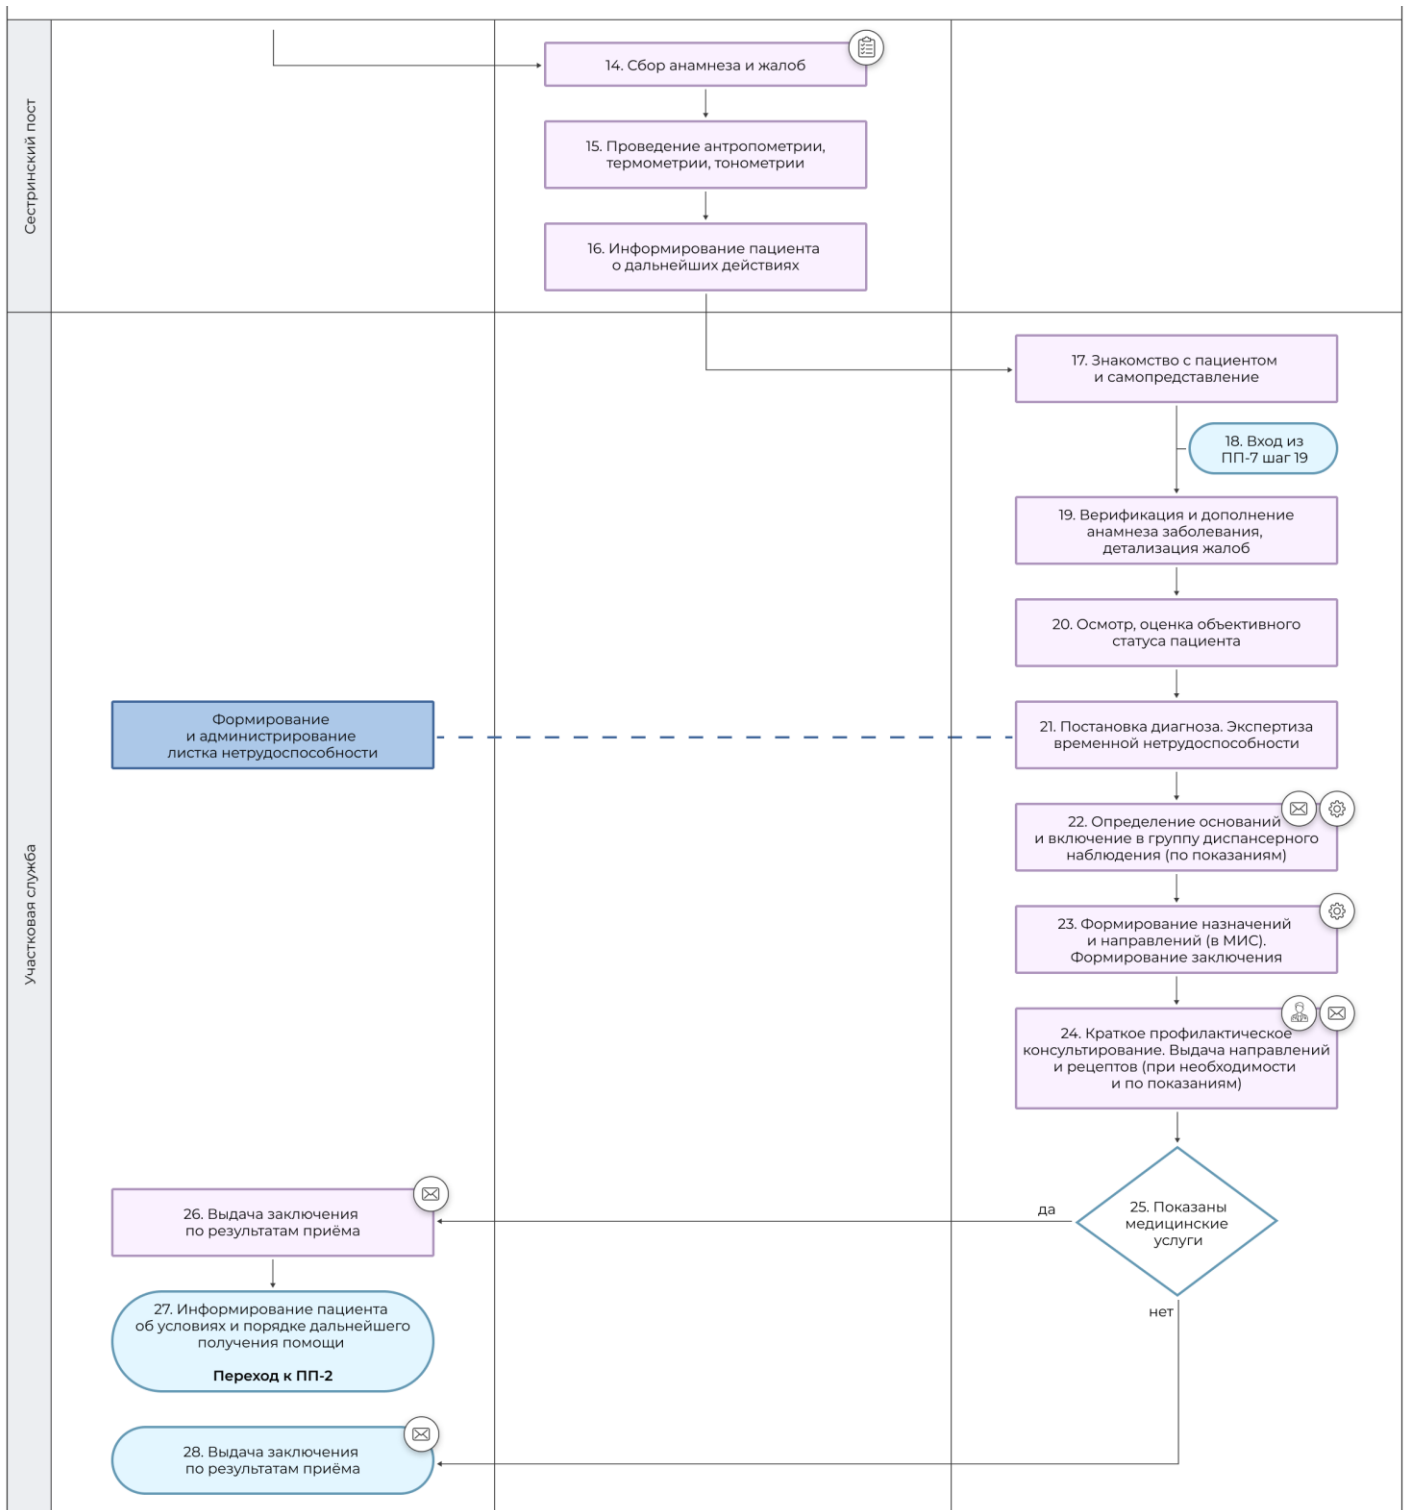 Сестринский пост
14. Сбор анамнеза и жалоб
15. Проведение антропометрии,
термометрии, тонометрии
16. Информирование пациента
о дальнейших действиях
Участковая служба
17. Знакомство с пациентом
и самопредставление
18. Вход из
ПП-7 шаг 19
19. Верификация и дополнение
анамнеза заболевания,
детализация жалоб
20. Осмотр, оценка объективного
статуса пациента
Формирование
и администрирование
листка нетрудоспособности
21. Постановка диагноза. Экспертиза
временной нетрудоспособности
22. Определение оснований
и включение в группу диспансерного
наблюдения (по показаниям)
23. Формирование назначений
и направлений (в МИС).
Формирование заключения
24. Краткое профилактическое
консультирование. Выдача направлений
и рецептов (при необходимости
и по показаниям)
25. Показаны
медицинские
услуги
да
нет
26. Выдача заключения
по результатам приёма
27. Информирование пациента
об условиях и порядке дальнейшего
получения помощи
Переход к ПП-2
28. Выдача заключения
по результатам приёма